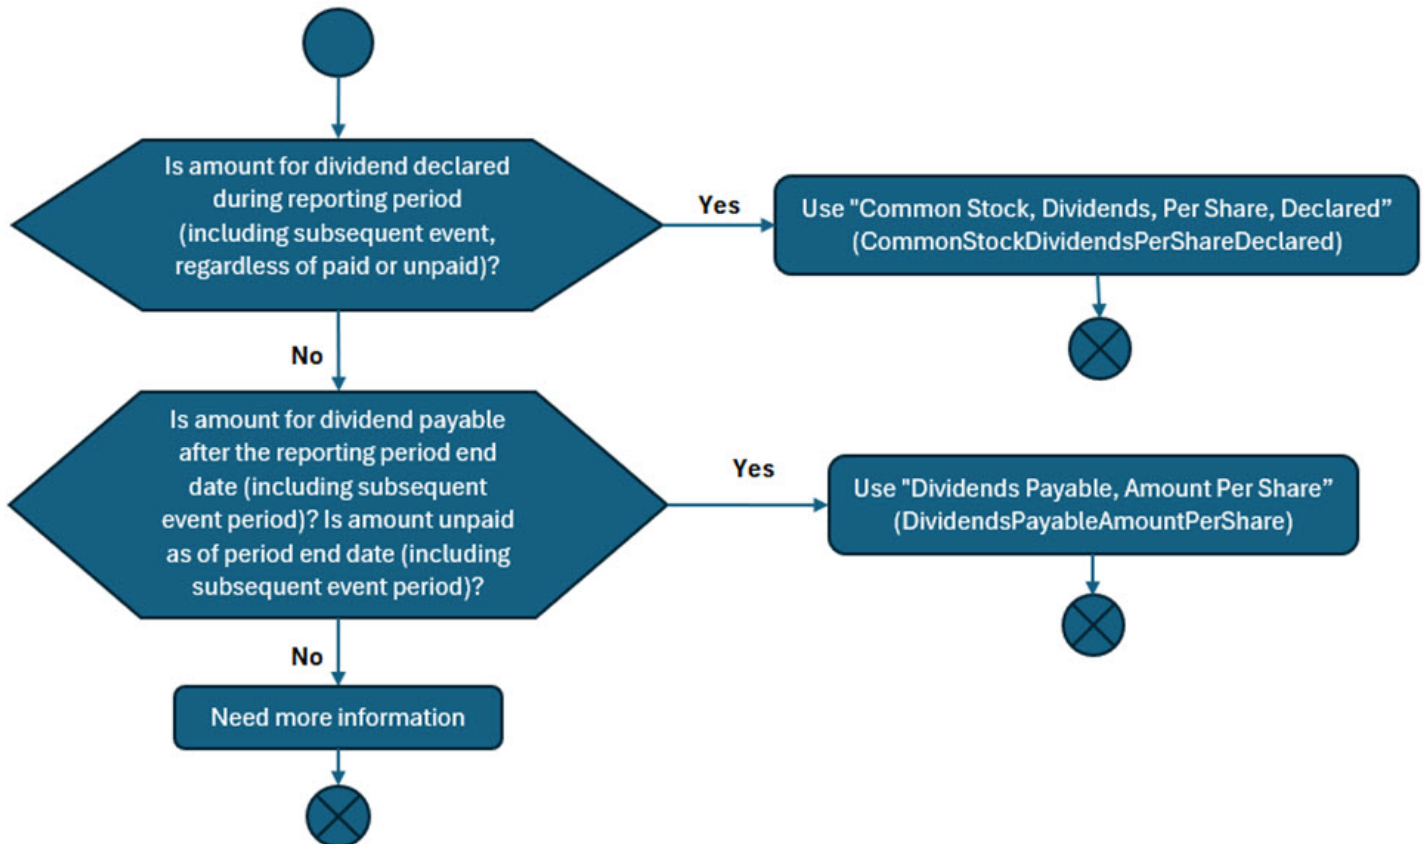 Is amount for dividend declared
during reporting period
(including subsequent event,
regardless of paid or unpaid)?
Yes
Use "Common Stock, Dividends, Per Share, Declared”
(CommonStockDividendsPerShareDeclared)
No
Is amount for dividend payable
after the reporting period end
date (including subsequent
event period)? Is amount unpaid
as of period end date (including
subsequent event period)?
Yes
Use "Dividends Payable, Amount Per Share”
(DividendsPayableAmountPerShare)
No
Need more information